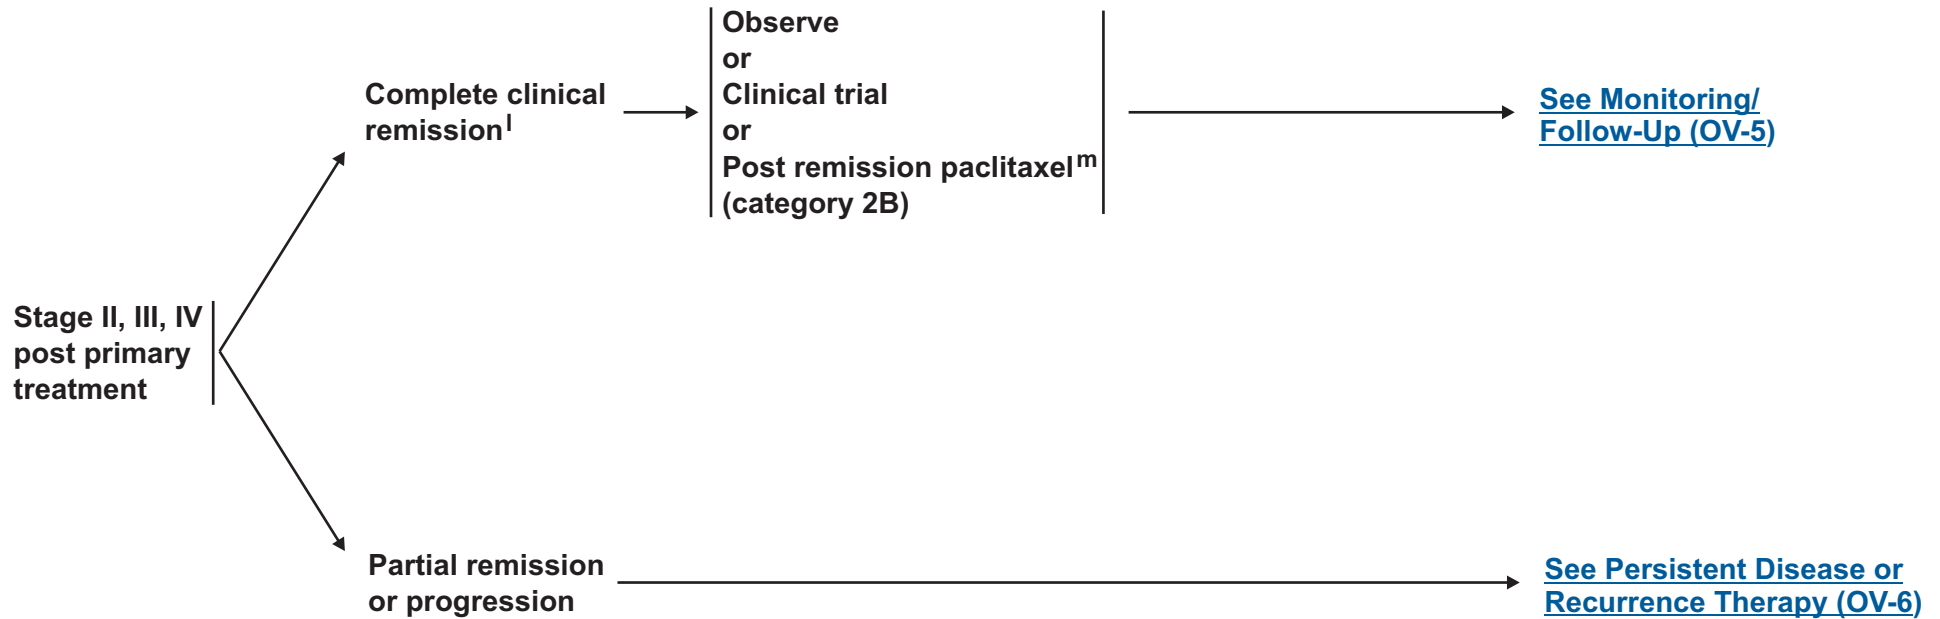 Observe
or
Clinical trial
or
Post remission paclitaxel m
(category 2B)
Complete clinical
remission l
See Monitoring/
Follow-Up (OV-5)
Stage II, III, IV
post primary
treatment
Partial remission
or progression
See Persistent Disease or
Recurrence Therapy (OV-6)